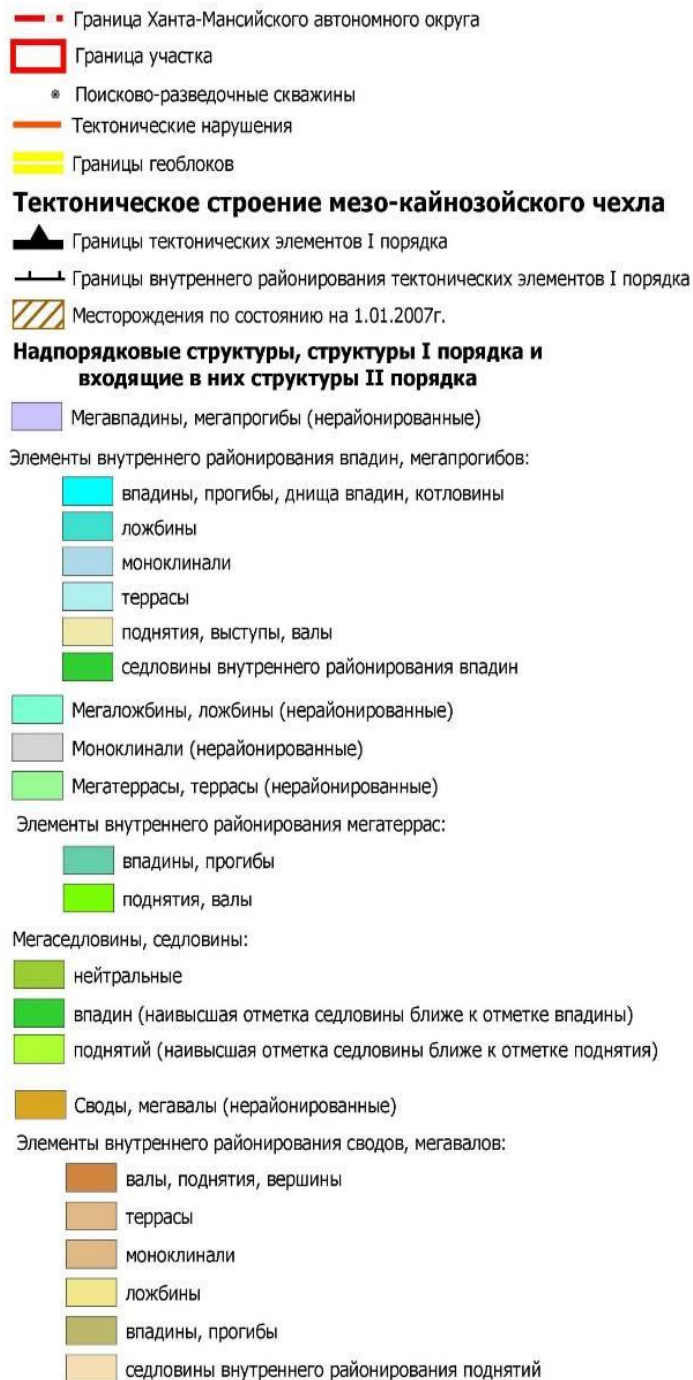 Граница Ханта-Мансийского автономного округа
Граница участка
Поисково-разведочные скважины
Тектонические нарушения
Границы геоблоков
Тектоническое строение мезо-кайнозойского чехла
Границы тектонических элементов I порядка
Границы внутреннего районирования тектонических элементов I порядка
Месторождения по состоянию на 1.01.2007г.
Надпорядковые структуры, структуры I порядка и
входящие в них структуры II порядка
Мегавпадины, мегапрогибы (нерайонированные)
Элементы внутреннего районирования впадин, мегапрогибов:
впадины, прогибы, днища впадин, котловины
ложбины
моноклинали
террасы
поднятия, выступы, валы
седловины внутреннего районирования впадин
Мегаложбины, ложбины (нерайонированные)
Моноклинали (нерайонированные)
Мегатеррасы, террасы (нерайонированные)
Элементы внутреннего районирования мегатеррас:
впадины, прогибы
поднятия, валы
Мегаседловины, седловины:
нейтральные
впадин (наивысшая отметка седловины ближе к отметке впадины)
поднятий (наивысшая отметка седловины ближе к отметке поднятия)
Своды, мегавалы (нерайонированные)
Элементы внутреннего районирования сводов, мегавалов:
валы, поднятия, вершины
террасы
моноклинали
ложбины
впадины, прогибы
седловины внутреннего районирования поднятий